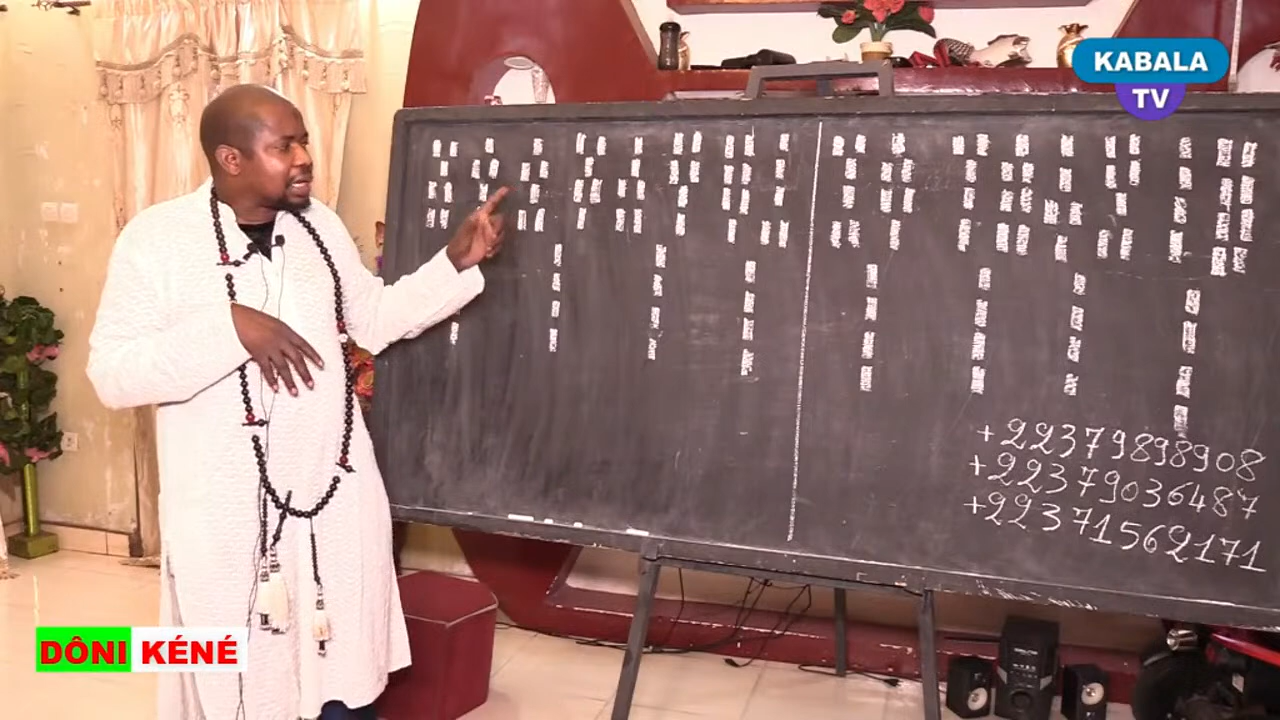 KABALA
TV
+22379898908
+22379036487
+22371562171
DÔNI KÉNÉ